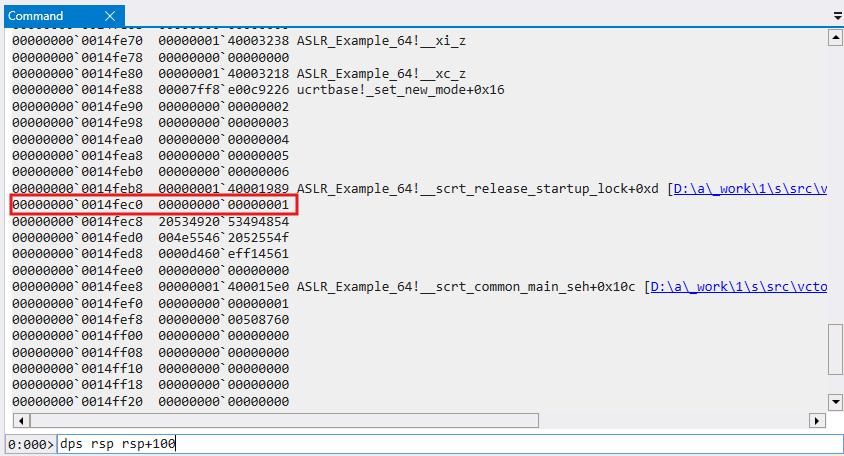 Command
00000000`0014fe70 00000001`40003238 ASLR_Example_64!__xi_z
00000000`0014fe78 00000000`00000000
00000000`0014fe80 00000001`40003218 ASLR_Example_64!__xc_z
00000000`0014fe88 00007ff8`e00c9226 ucrtbase!_set_new_mode+0x16
00000000`0014fe90 00000000`00000002
00000000`0014fe98 00000000`00000003
00000000`0014fea0 00000000`00000004
00000000`0014fea8 00000000`00000005
00000000`0014feb0 00000000`00000006
00000000`0014feb8 00000001`40001989 ASLR_Example_64!__scrt_release_startup_lock+0xd [D:\a\_work\1\s\src\v
00000000`0014fec0 00000000`00000001
00000000`0014fec8 20534920`53494854
00000000`0014fed0 004e5546`2052554f
00000000`0014fed8 0000d460`eff14561
00000000`0014fee0 00000000`00000000
00000000`0014fee8 00000001`400015e0 ASLR_Example_64!__scrt_common_main_seh+0x10c [D:\a\_work\1\s\src\vcto
00000000`0014fef0 00000000`00000001
00000000`0014fef8 00000000`00508760
00000000`0014ff00 00000000`00000000
00000000`0014ff08 00000000`00000000
00000000`0014ff10 00000000`00000000
00000000`0014ff18 00000000`00000000
00000000`0014ff20 00000000`00000000
0:000> dps rsp rsp+100